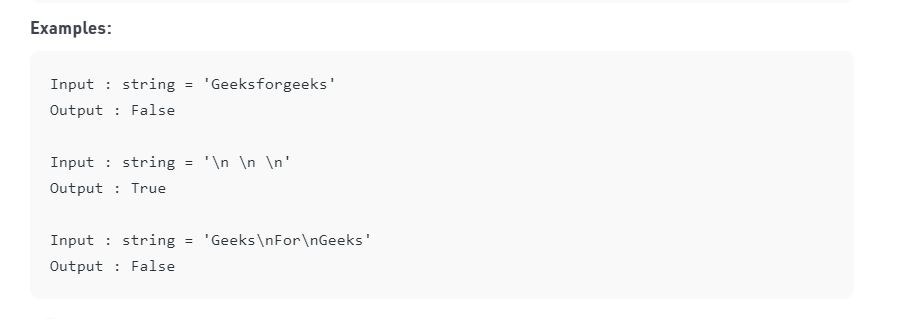 Examples:
Input : string = 'Geeksforgeeks'
Output : False
Input : string = '\n \n \n'
Output : True
Input : string = 'Geeks\nFor\nGeeks'
Output : False